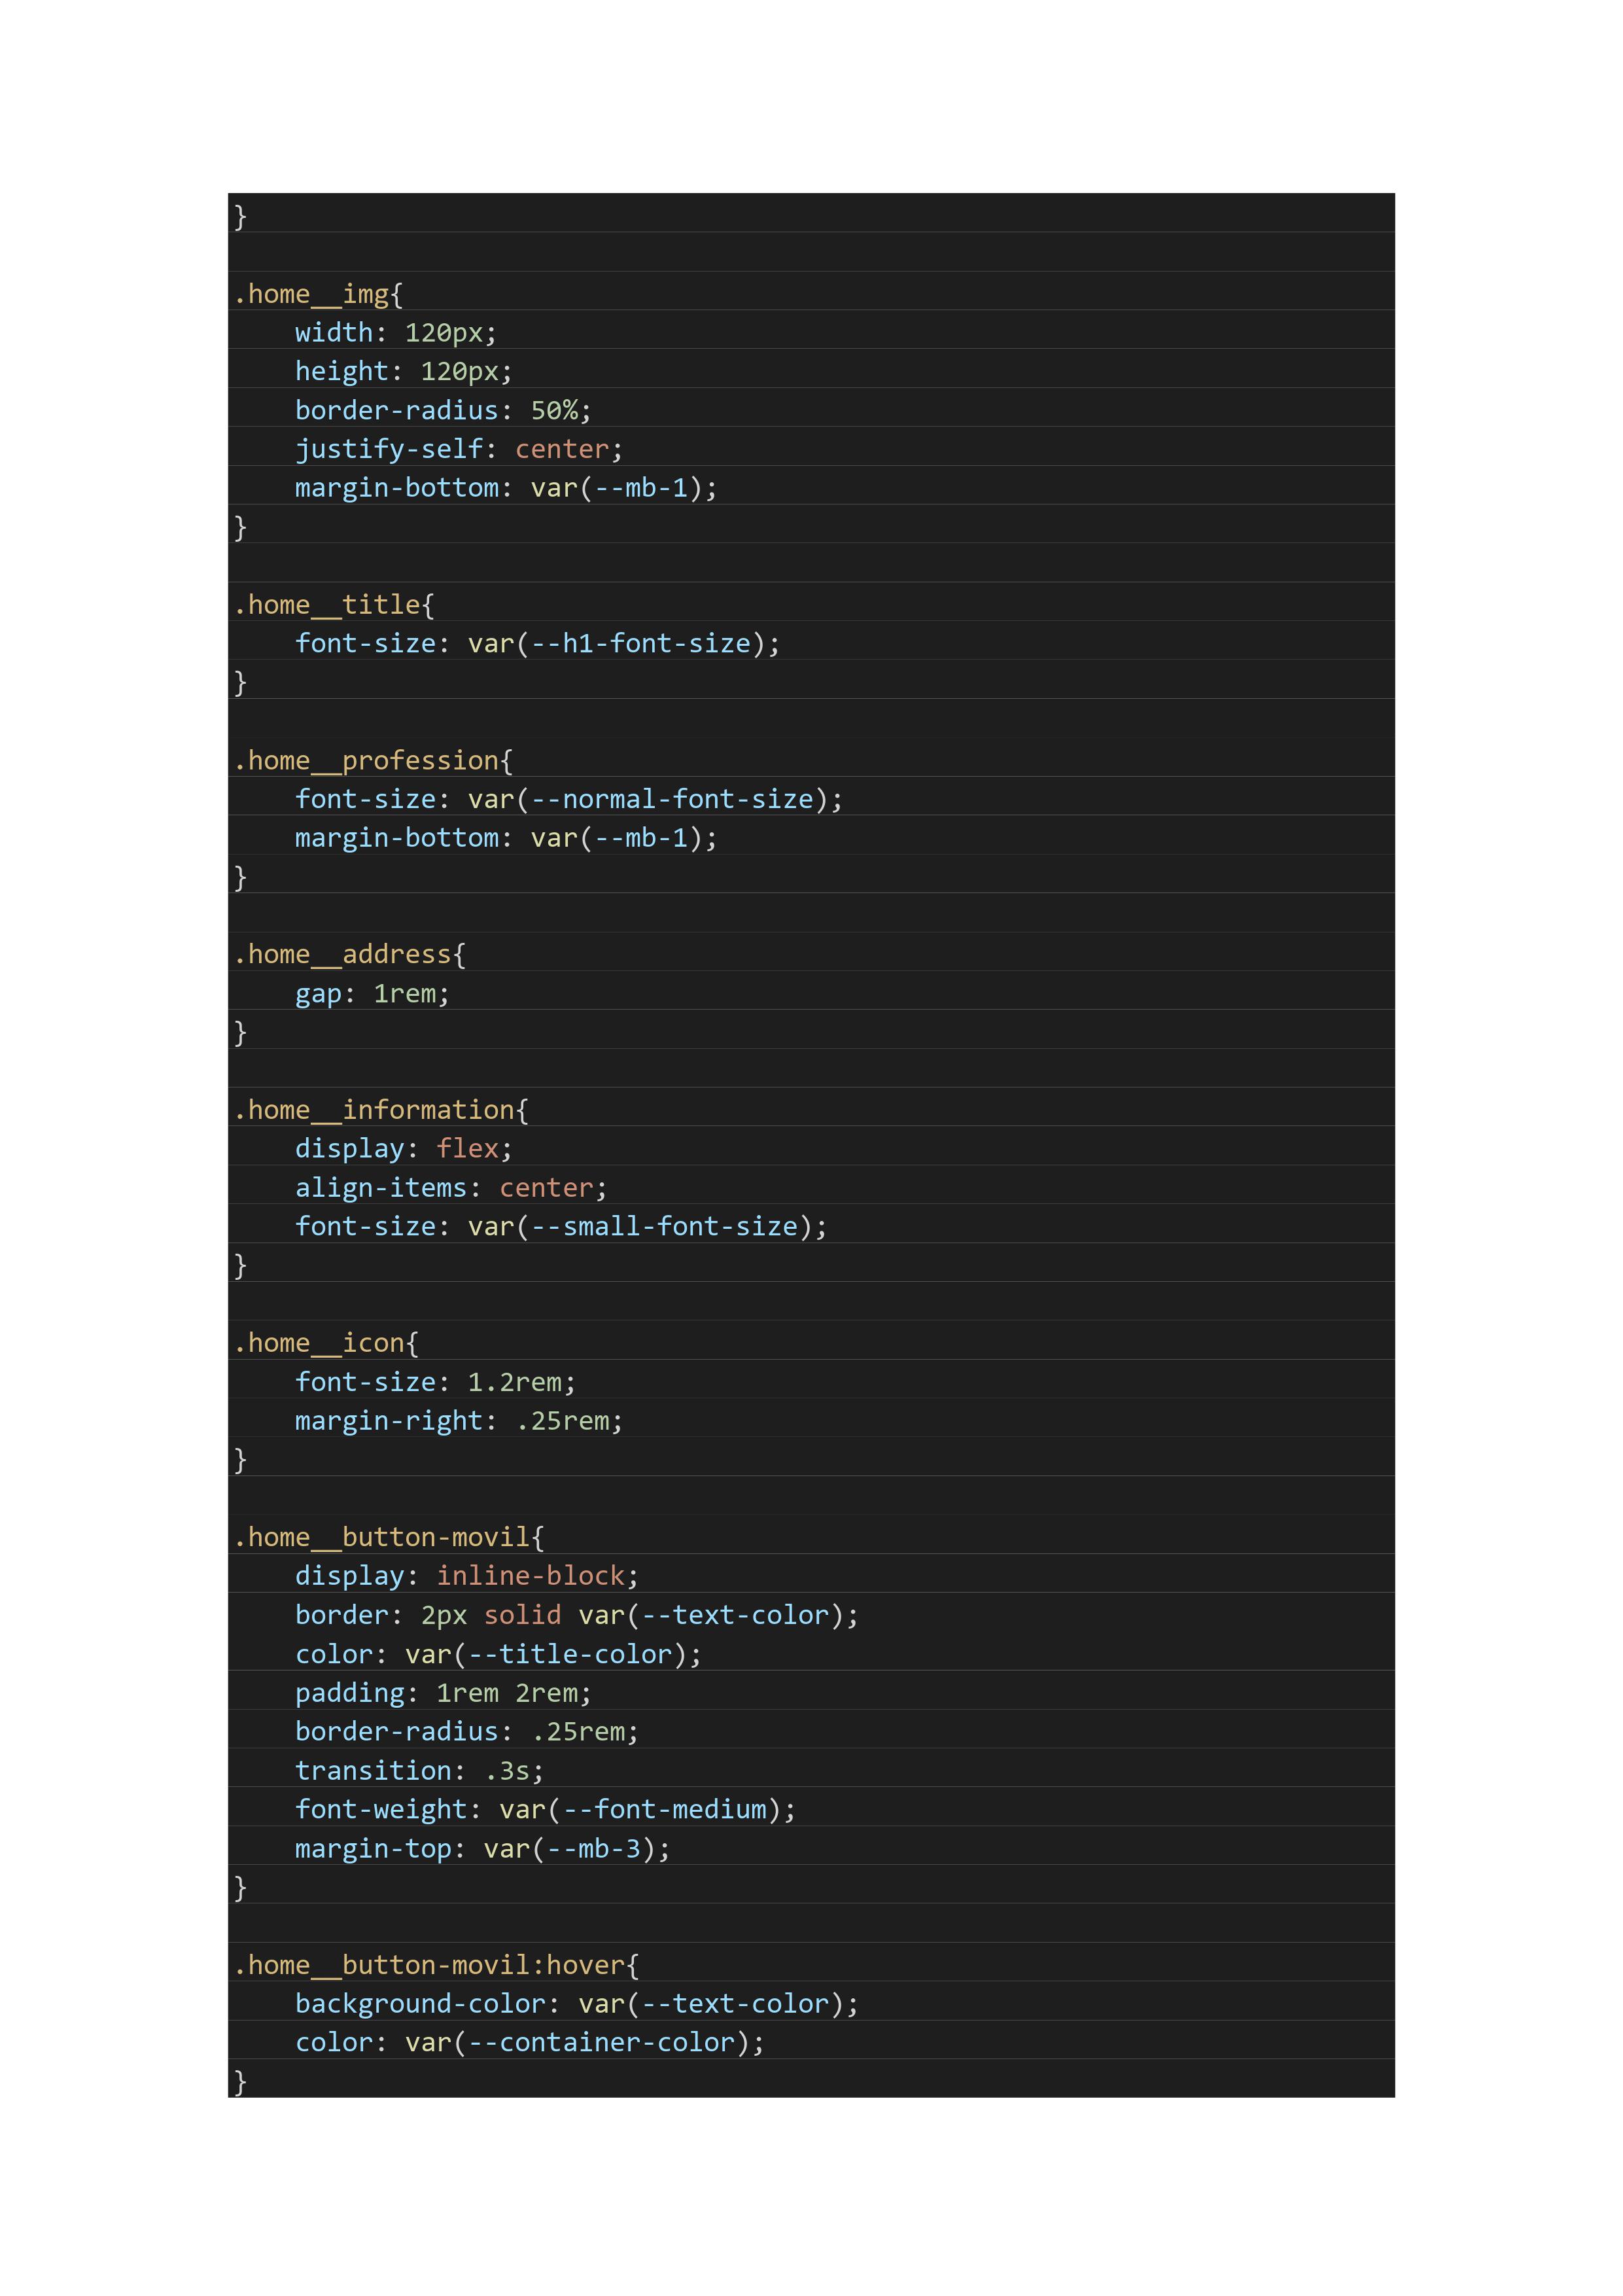 }

.home__img{
    width: 120px;
    height: 120px;
    border-radius: 50%;
    justify-self: center;
    margin-bottom: var(--mb-1);
}

.home__title{
    font-size: var(--h1-font-size);
}

.home__profession{
    font-size: var(--normal-font-size);
    margin-bottom: var(--mb-1);
}

.home__address{
    gap: 1rem;
}

.home__information{
    display: flex;
    align-items: center;
    font-size: var(--small-font-size);
}

.home__icon{
    font-size: 1.2rem;
    margin-right: .25rem;
}

.home__button-movil{
    display: inline-block;
    border: 2px solid var(--text-color);
    color: var(--title-color);
    padding: 1rem 2rem;
    border-radius: .25rem;
    transition: .3s;
    font-weight: var(--font-medium);
    margin-top: var(--mb-3);
}

.home__button-movil:hover{
    background-color: var(--text-color);
    color: var(--container-color);
}